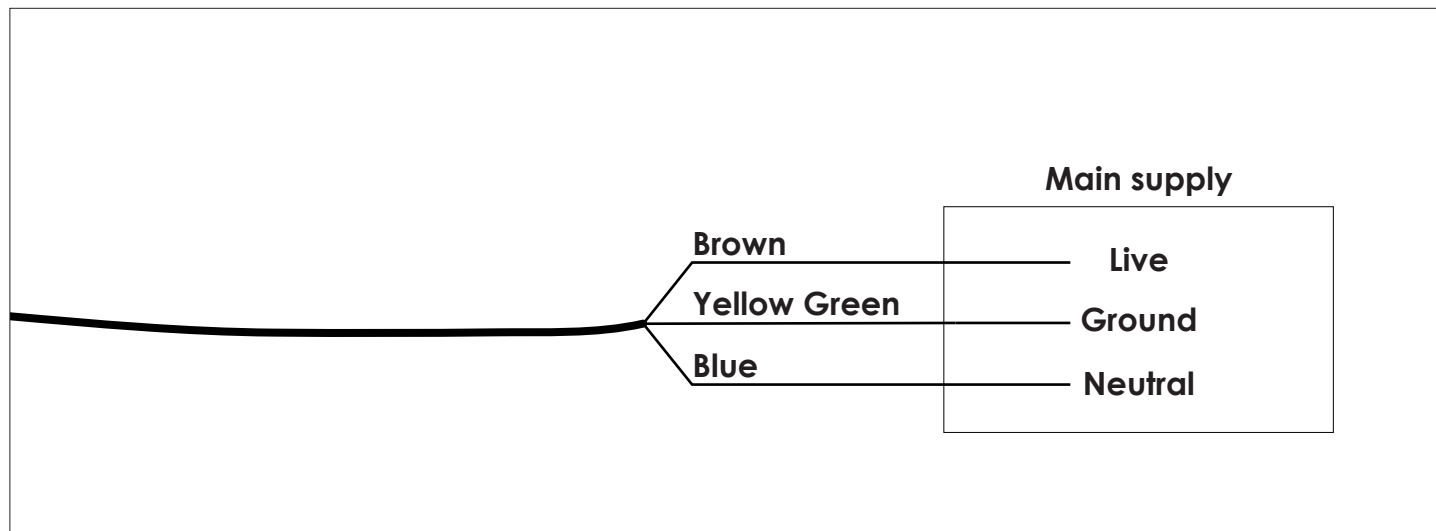 Main supply
Brown
Live
Yellow Green
Ground
Blue
Neutral